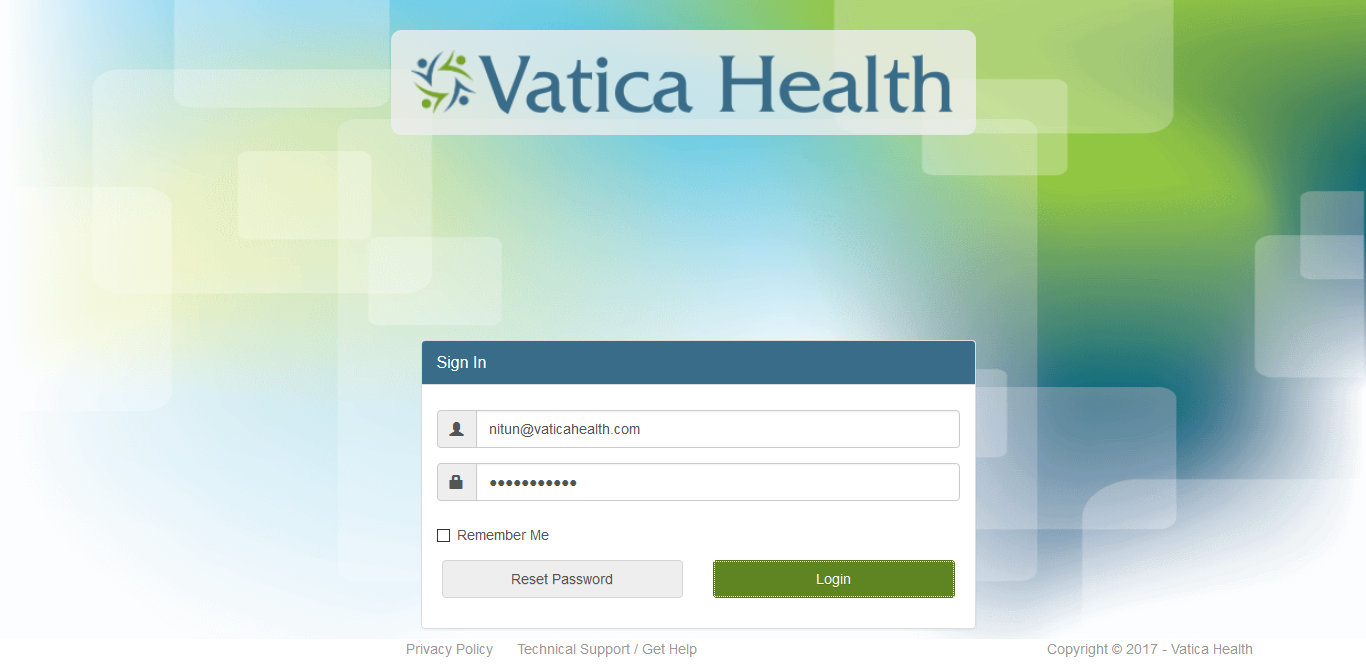 Vatica Health
Sign In
nitun@vaticahealth.com
•••••••••••
Remember Me
Reset Password Login
Privacy Policy Technical Support / Get Help Copyright © 2017 - Vatica Health